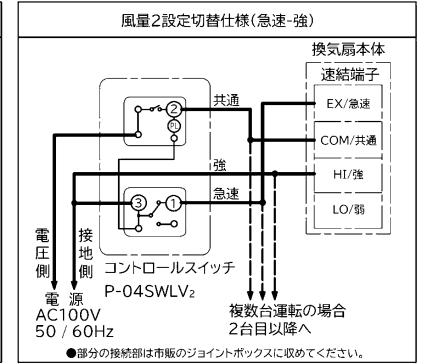 風量2設定切替仕様(急速-強)
換気扇本体
速結端子
EX/急速
COM/共通
HI/強
LO/弱
共通
強
急速
2
PL
3
1
電圧側
接地側
コントロールスイッチ
P-04SWLV2
電源
AC100V
50 / 60Hz
複数台運転の場合
2台目以降へ
●部分の接続部は市販のジョイントボックスに収めてください。